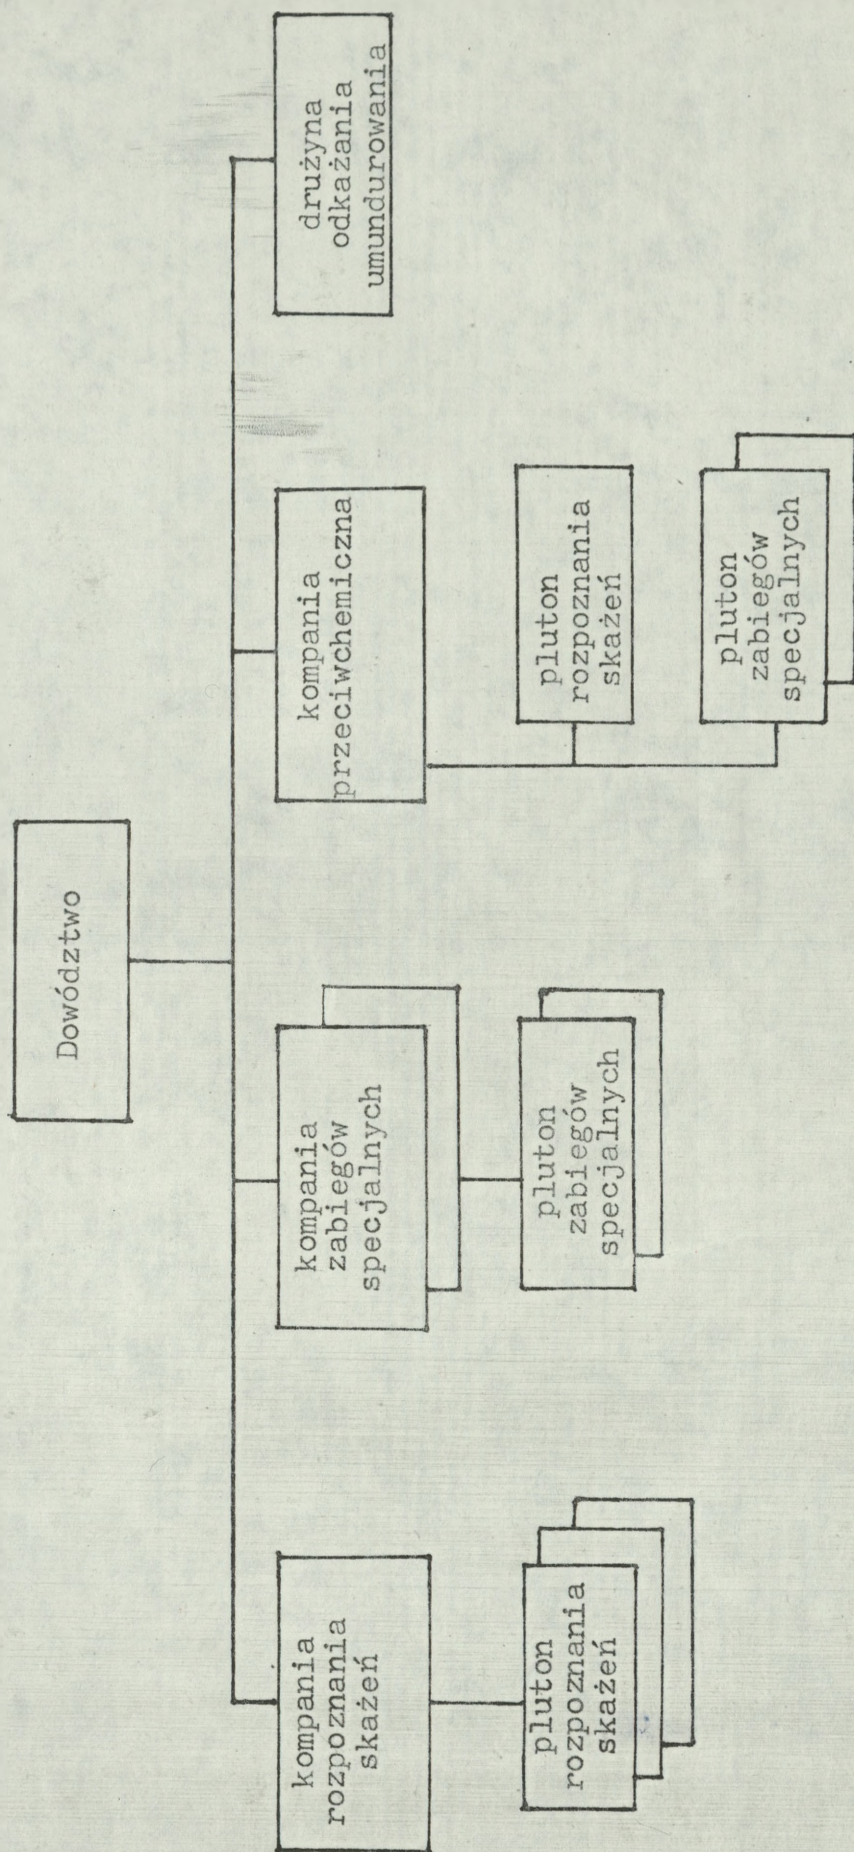 Dowództwo
kompania
rozpoznania
skażeń
kompania
zabiegów
specjalnych
kompania
przeciwchemiczna
drużyna
odkażania
umundurowania
pluton
rozpoznania
skażeń
pluton
zabiegów
specjalnych
pluton
rozpoznania
skażeń
pluton
zabiegów
specjalnych